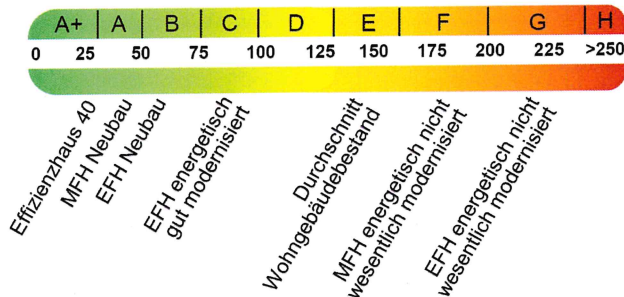 A+ A B C D E F G H
0 25 50 75 100 125 150 175 200 225 >250
Effizienzhaus 40
MFH Neubau
EFH Neubau
EFH energetisch
gut modernisiert
Durchschnitt
Wohngebäudebestand
MFH energetisch nicht
wesentlich modernisiert
EFH energetisch nicht
wesentlich modernisiert